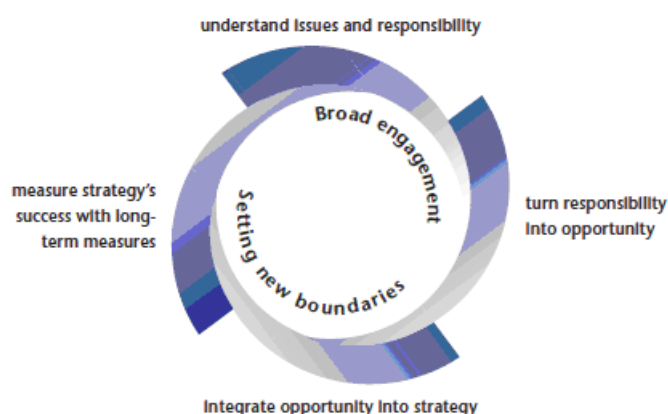 understand issues and responsibility
Broad engagement
turn responsibility
into opportunity
Setting new boundaries
measure strategy's
success with long-
term measures
integrate opportunity into strategy